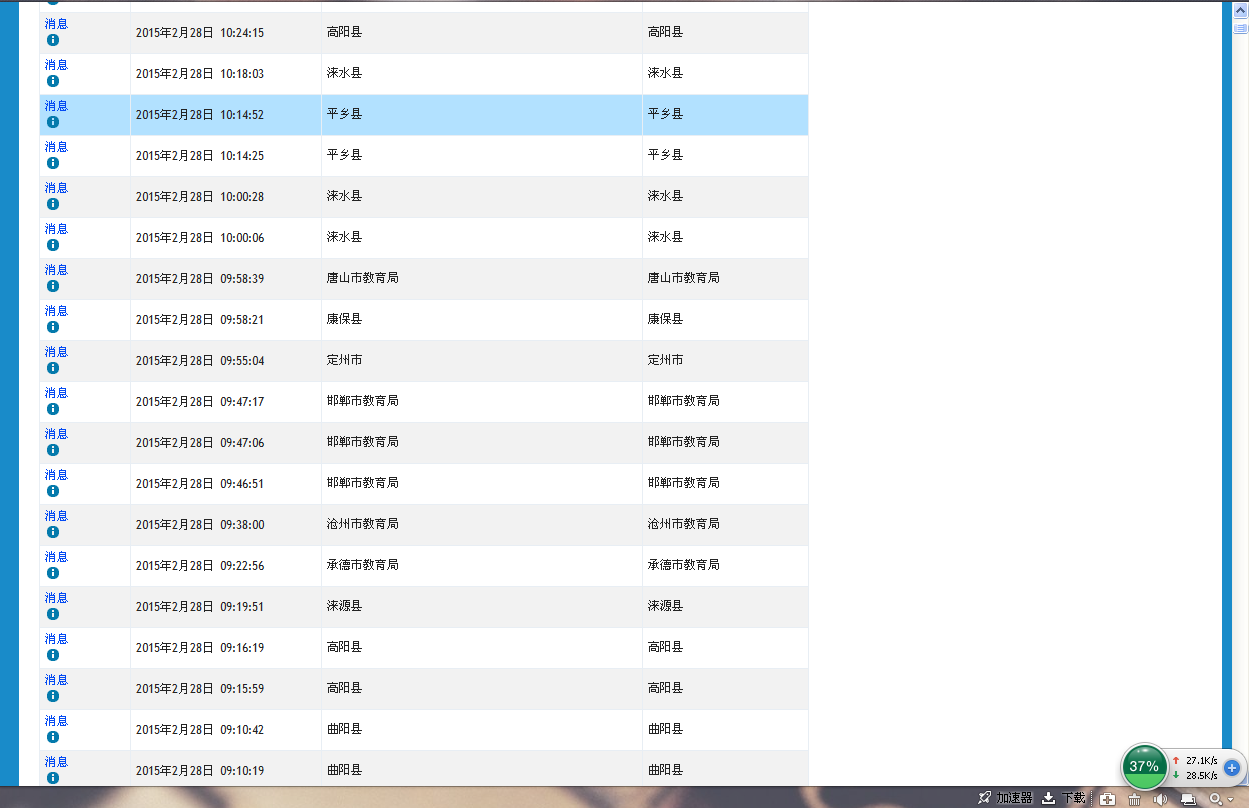 消息
2015年2月28日 10:24:15 高阳县 高阳县
消息
2015年2月28日 10:18:03 涞水县 涞水县
消息
2015年2月28日 10:14:52 平乡县 平乡县
消息
2015年2月28日 10:14:25 平乡县 平乡县
消息
2015年2月28日 10:00:28 涞水县 涞水县
消息
2015年2月28日 10:00:06 涞水县 涞水县
消息
2015年2月28日 09:58:39 唐山市教育局 唐山市教育局
消息
2015年2月28日 09:58:21 康保县 康保县
消息
2015年2月28日 09:55:04 定州市 定州市
消息
2015年2月28日 09:47:17 邯郸市教育局 邯郸市教育局
消息
2015年2月28日 09:47:06 邯郸市教育局 邯郸市教育局
消息
2015年2月28日 09:46:51 邯郸市教育局 邯郸市教育局
消息
2015年2月28日 09:38:00 沧州市教育局 沧州市教育局
消息
2015年2月28日 09:22:56 承德市教育局 承德市教育局
消息
2015年2月28日 09:19:51 涞源县 涞源县
消息
2015年2月28日 09:16:19 高阳县 高阳县
消息
2015年2月28日 09:15:59 高阳县 高阳县
消息
2015年2月28日 09:10:42 曲阳县 曲阳县
消息
2015年2月28日 09:10:19 曲阳县 曲阳县
37%
27.1K/s
28.5K/s
加速器 下载